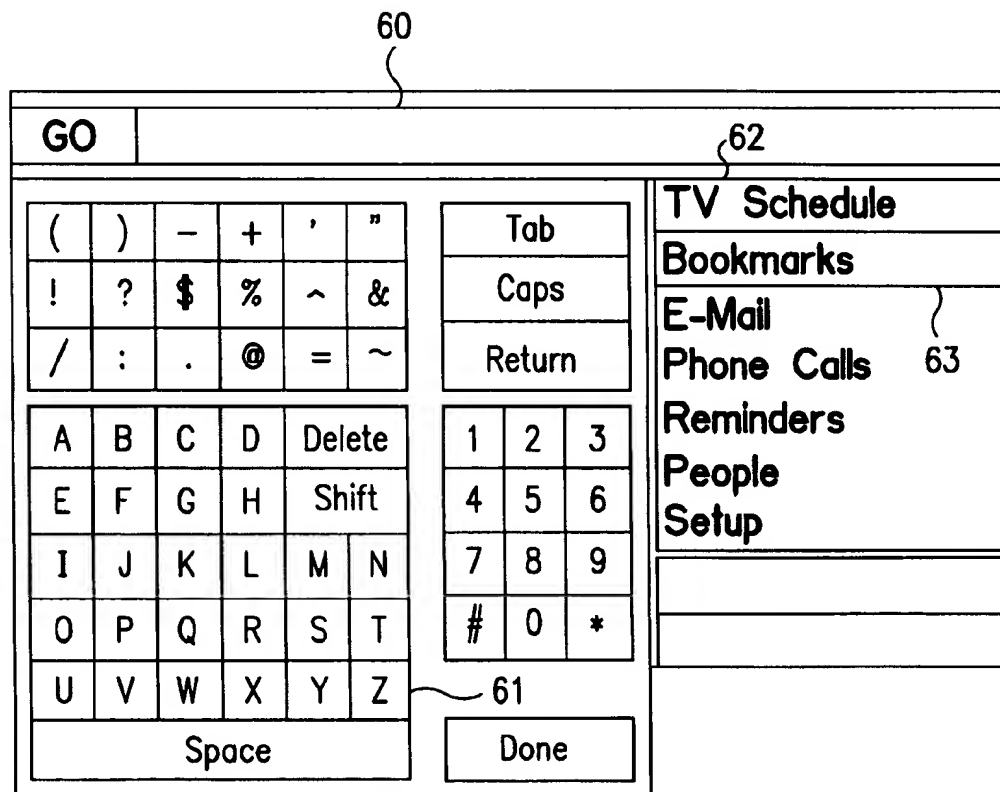 60
GO
62
( ) – + ' "
! ? $ % ^ &
/ : . @ = ~
Tab
Caps
Return
TV Schedule
Bookmarks
E-Mail
Phone Calls
Reminders
People
Setup
63
A B C D Delete
E F G H Shift
I J K L M N
O P Q R S T
U V W X Y Z
Space
61
1 2 3
4 5 6
7 8 9
# 0 *
Done